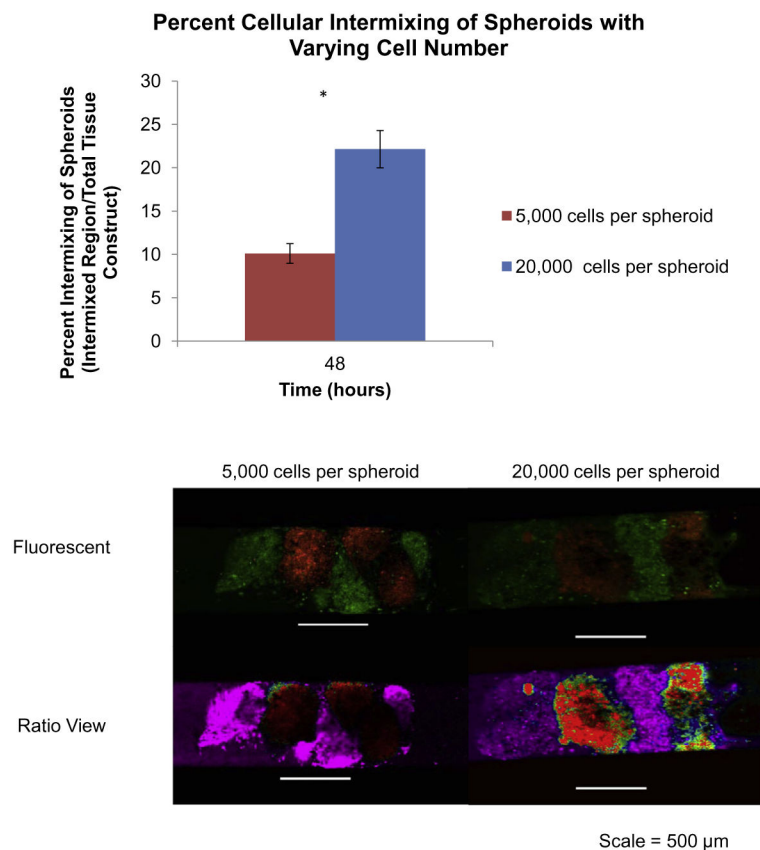 Percent Cellular Intermixing of Spheroids with
Varying Cell Number
Percent Intermixing of Spheroids
(Intermixed Region/Total Tissue
Construct)
30
25
20
15
10
5
0
*
48
Time (hours)
5,000 cells per spheroid
20,000 cells per spheroid
5,000 cells per spheroid
20,000 cells per spheroid
Fluorescent
Ratio View
Scale = 500 µm